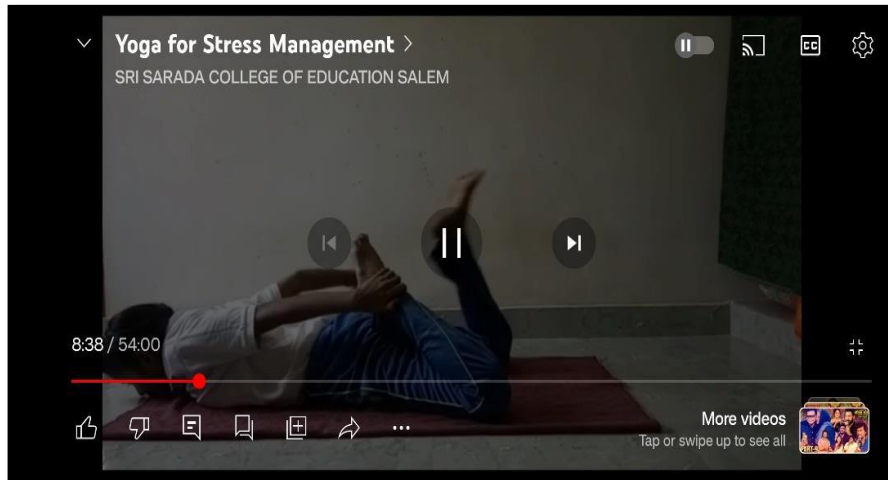 Yoga for Stress Management
SRI SARADA COLLEGE OF EDUCATION SALEM
CC
8:38 / 54:00
More videos
Tap or swipe up to see all